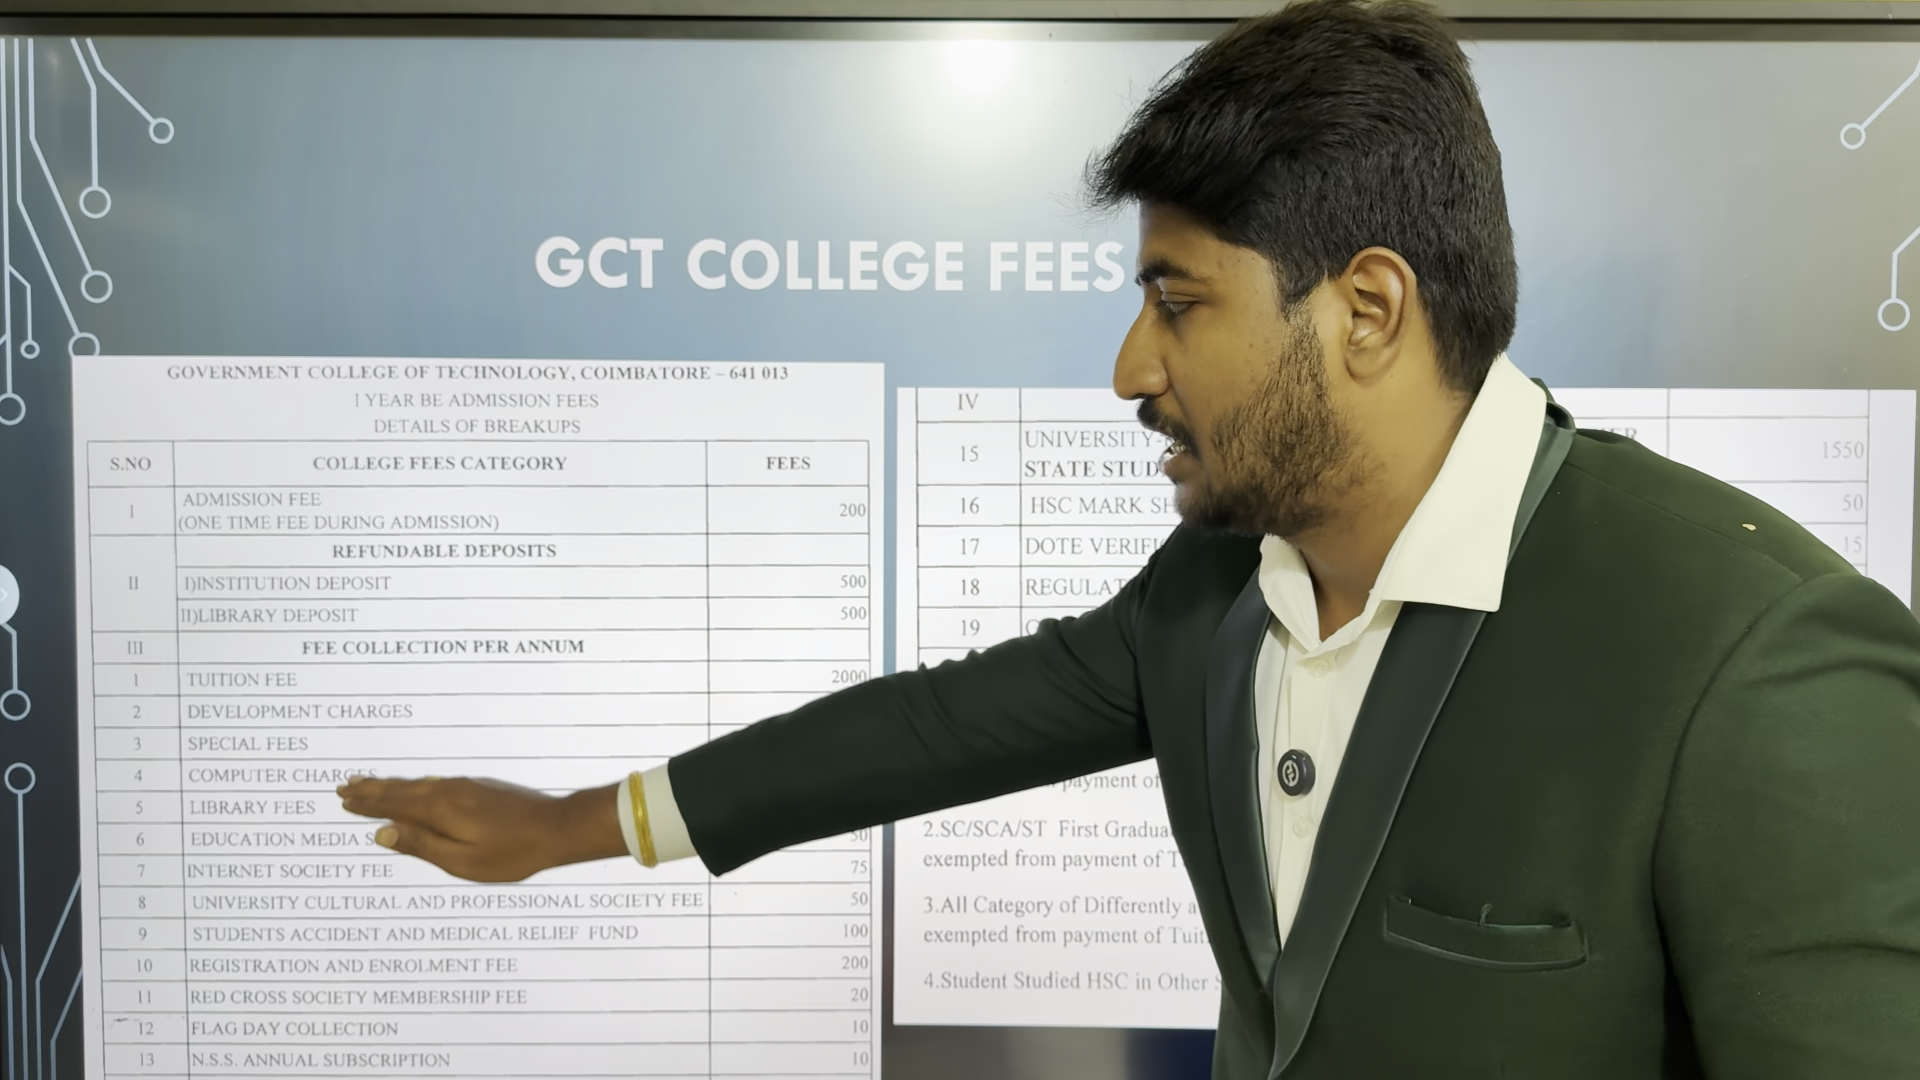 GCT COLLEGE FEES
GOVERNMENT COLLEGE OF TECHNOLOGY, COIMBATORE – 641 013
I YEAR BE ADMISSION FEES
DETAILS OF BREAKUPS
S.NO COLLEGE FEES CATEGORY FEES
I ADMISSION FEE
(ONE TIME FEE DURING ADMISSION) 200
REFUNDABLE DEPOSITS
II I)INSTITUTION DEPOSIT 500
II)LIBRARY DEPOSIT 500
III FEE COLLECTION PER ANNUM
1 TUITION FEE 2000
2 DEVELOPMENT CHARGES
3 SPECIAL FEES
4 COMPUTER CHARGES
5 LIBRARY FEES
6 EDUCATION MEDIA 50
7 INTERNET SOCIETY FEE 75
8 UNIVERSITY CULTURAL AND PROFESSIONAL SOCIETY FEE 50
9 STUDENTS ACCIDENT AND MEDICAL RELIEF FUND 100
10 REGISTRATION AND ENROLMENT FEE 200
11 RED CROSS SOCIETY MEMBERSHIP FEE 20
12 FLAG DAY COLLECTION 10
13 N.S.S. ANNUAL SUBSCRIPTION 10
IV
15 UNIVERSITY-
STATE 1550
16 HSC MARK 50
17 DOTE 15
18
19
payment of
2.SC/SCA/ST First
exempted from payment of
3.All Category of Differently
exempted from payment of
4.Student Studied HSC in Other